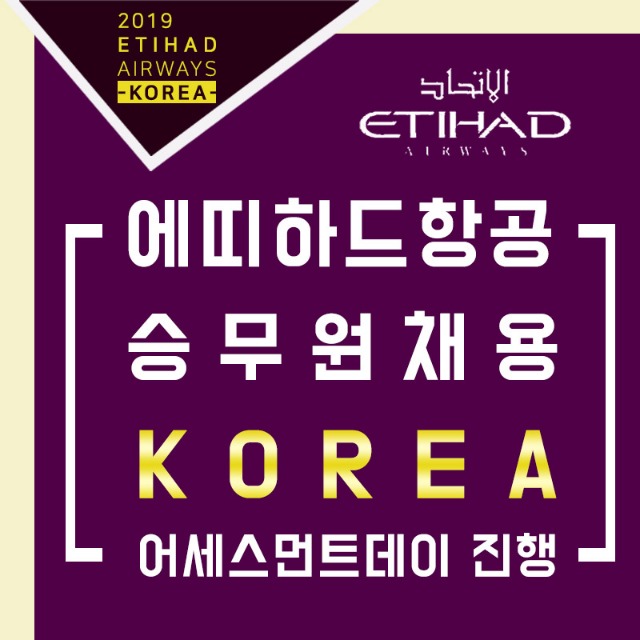 2019
ETIHAD
AIRWAYS
-KOREA-
الإتحاد
ETIHAD
AIRWAYS
에띠하드항공
승무원채용
KOREA
어세스먼트데이 진행